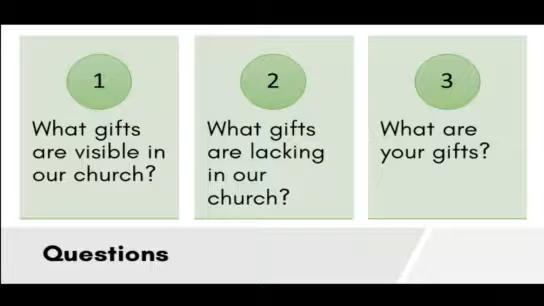 1
What gifts
are visible in
our church?
2
What gifts
are lacking
in our
church?
3
What are
your gifts?
Questions